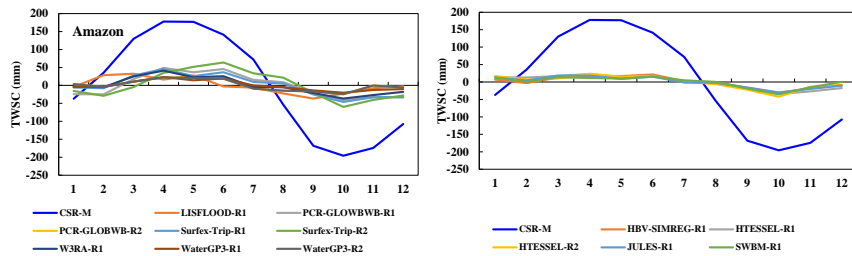 Amazon
TWSC (mm)
200
150
100
50
0
-50
-100
-150
-200
-250
1 2 3 4 5 6 7 8 9 10 11 12
CSR-M LISFLOOD-R1 PCR-GLOWBWB-R1
PCR-GLOBWB-R2 Surfex-Trip-R1 Surfex-Trip-R2
W3RA-R1 WaterGP3-R1 WaterGP3-R2
TWSC (mm)
200
150
100
50
0
-50
-100
-150
-200
-250
1 2 3 4 5 6 7 8 9 10 11 12
CSR-M HBV-SIMREG-R1 HTESSEL-R1
HTESSEL-R2 JULES-R1 SWBM-R1